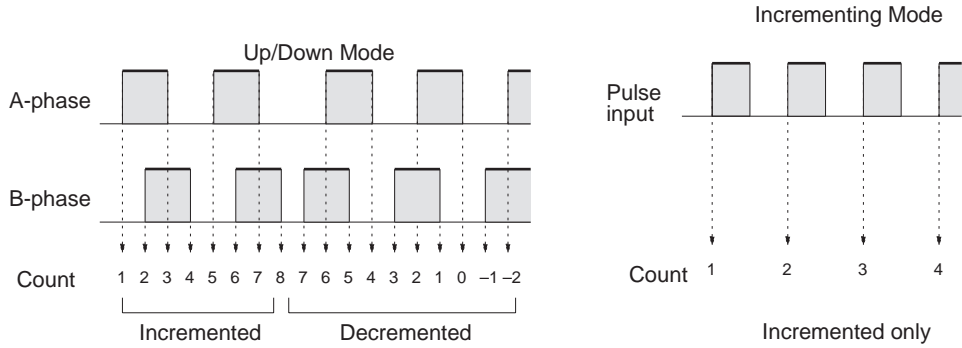 Up/Down Mode
A-phase
B-phase
Count 1 2 3 4 5 6 7 8 7 6 5 4 3 2 1 0 –1 –2
Incremented Decremented
Incrementing Mode
Pulse
input
Count 1 2 3 4
Incremented only